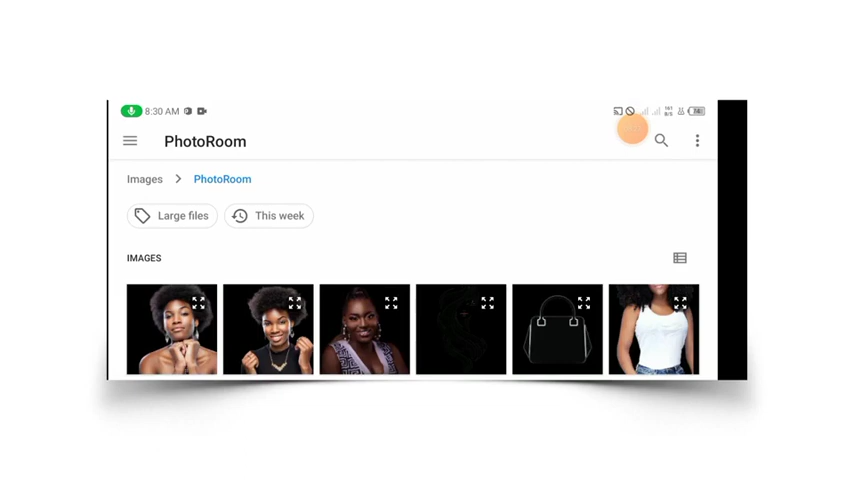 8:30 AM
PhotoRoom
Images > PhotoRoom
Large files
This week
IMAGES